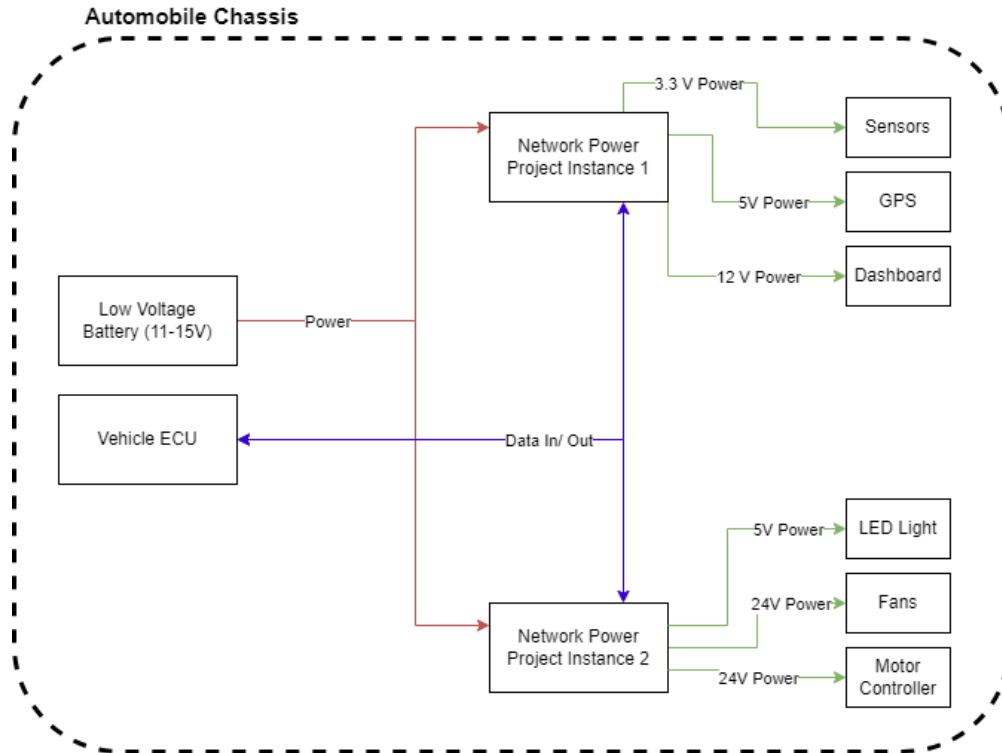 Automobile Chassis
3.3 V Power
Sensors
Network Power
Project Instance 1
5V Power
GPS
12 V Power
Dashboard
Low Voltage
Battery (11-15V)
Power
Vehicle ECU
Data In/ Out
5V Power
LED Light
24V Power
Fans
Network Power
Project Instance 2
24V Power
Motor
Controller